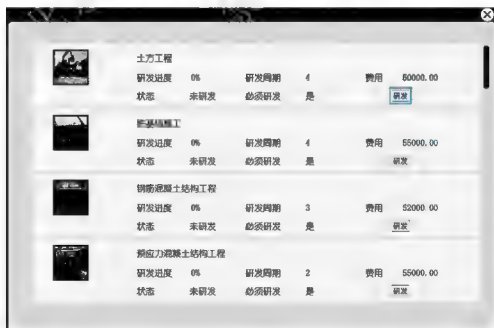 土方工程
研发进度 0% 研发周期 4 费用 50000.00
状态 未研发 必须研发 是 研发
研发进度 0% 研发周期 4 费用 55000.00
状态 未研发 必须研发 是 研发
钢筋混凝土结构工程
研发进度 0% 研发周期 3 费用 52000.00
状态 未研发 必须研发 是 研发
预应力混凝土结构工程
研发进度 0% 研发周期 2 费用 55000.00
状态 未研发 必须研发 是 研发